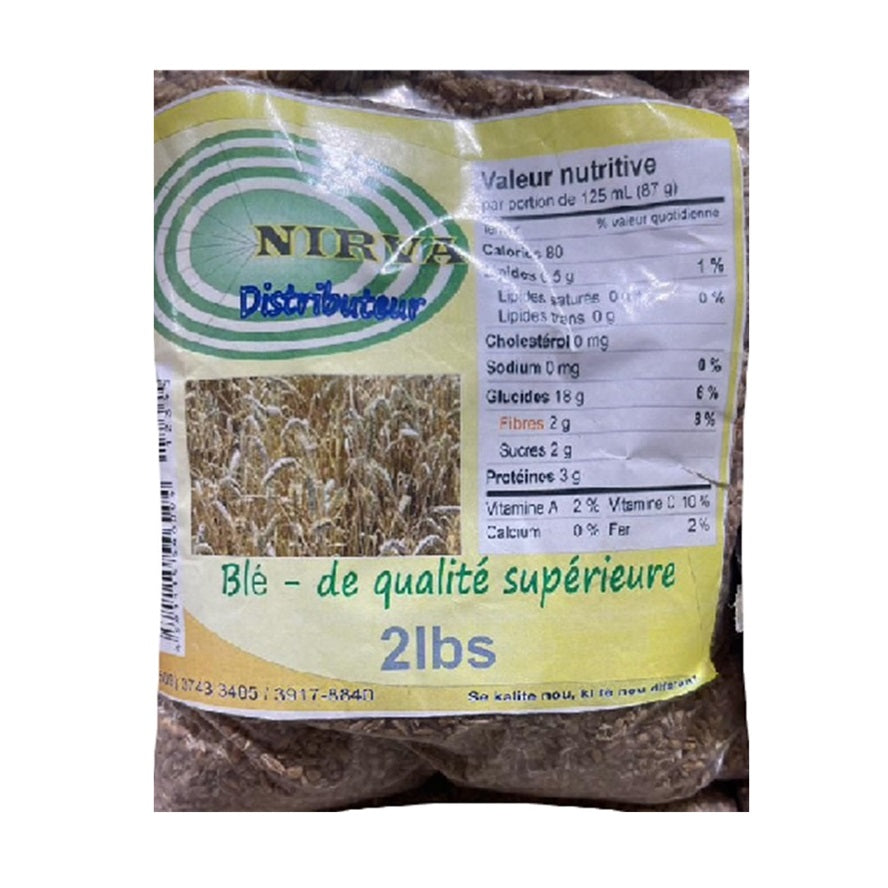 NIRVA
Distributeur
Valeur nutritive
par portion de 125 mL (87 g)
% valeur quotidienne
Calories 80
5 g 1 %
Lipides saturés 0 g 0 %
Lipides trans 0 g
Cholestérol 0 mg
Sodium 0 mg 0 %
Glucides 18 g 6 %
Fibres 2 g 8 %
Sucres 2 g
Protéines 3 g
Vitamine A 2 % Vitamine C 10 %
Calcium 0 % Fer 2 %
Blé - de qualité supérieure
2lbs
3743 3405 / 3917-8840
Se kalite nou, ki fè nou diferan